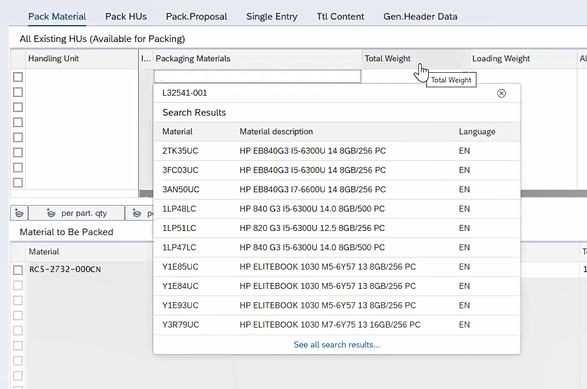 Pack Material Pack HUs Pack.Proposal Single Entry Ttl Content Gen.Header Data
All Existing HUs (Available for Packing)
Handling Unit I... Packaging Materials Total Weight Loading Weight
Total Weight
L32541-001
Search Results
Material Material description Language
2TK35UC HP EB840G3 I5-6300U 14 8GB/256 PC EN
3FC03UC HP EB840G3 I5-6300U 14 8GB/256 PC EN
3AN50UC HP EB840G3 I7-6600U 14 8GB/256 PC EN
1LP48LC HP 840 G3 I5-6300U 14.0 8GB/500 PC EN
1LP51LC HP 820 G3 I5-6300U 12.5 8GB/256 PC EN
1LP47LC HP 840 G3 I5-6300U 14.0 8GB/500 PC EN
Y1E85UC HP ELITEBOOK 1030 M5-6Y57 13 8GB/256 PC EN
Y1E84UC HP ELITEBOOK 1030 M5-6Y57 13 8GB/256 PC EN
Y1E93UC HP ELITEBOOK 1030 M5-6Y57 13 8GB/256 PC EN
Y3R79UC HP ELITEBOOK 1030 M7-6Y75 13 16GB/256 PC EN
See all search results...
per part. qty
Material to Be Packed
Material
RC5-2732-000CN